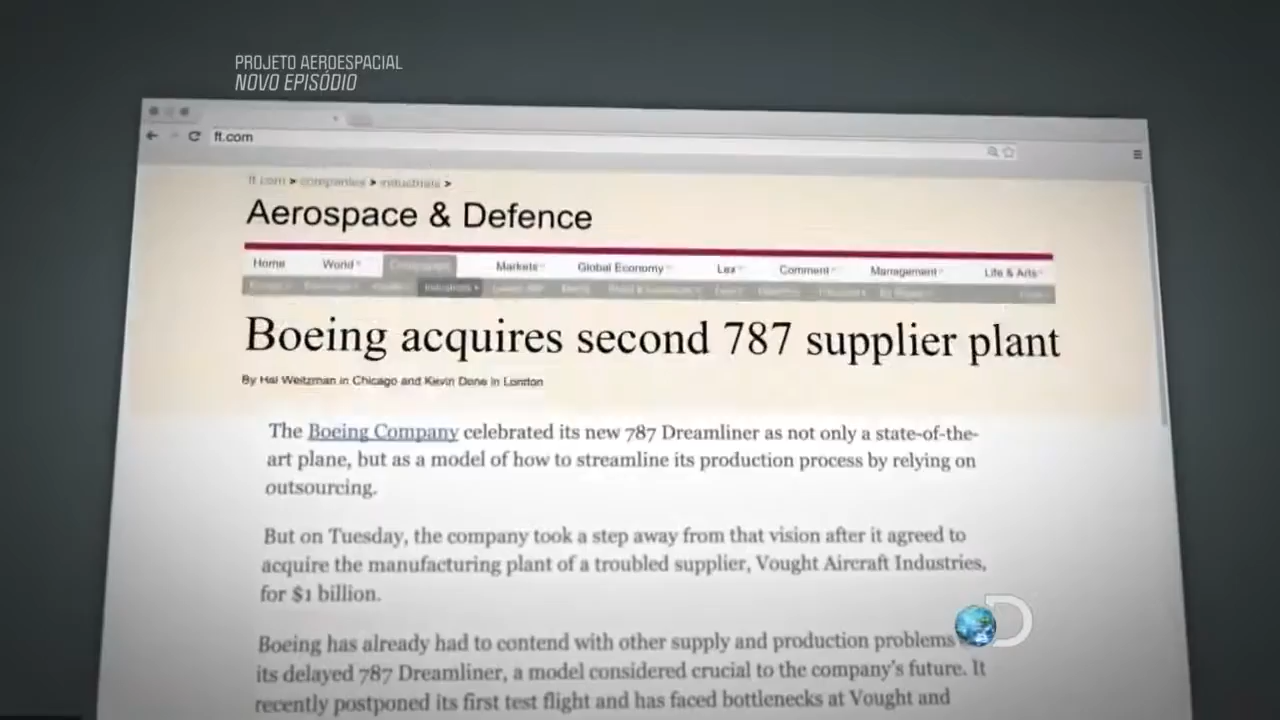 PROJETO AEROESPACIAL
NOVO EPISÓDIO
ft.com
ft.com > companies > industrials >
Aerospace & Defence
Home World Companies Markets Global Economy Lex Comment Management Life & Arts
Industrials
Boeing acquires second 787 supplier plant
By Hal Weitzman in Chicago and Kevin Done in London
The Boeing Company celebrated its new 787 Dreamliner as not only a state-of-the-
art plane, but as a model of how to streamline its production process by relying on
outsourcing.
But on Tuesday, the company took a step away from that vision after it agreed to
acquire the manufacturing plant of a troubled supplier, Vought Aircraft Industries,
for $1 billion.
Boeing has already had to contend with other supply and production problems
its delayed 787 Dreamliner, a model considered crucial to the company's future. It
recently postponed its first test flight and has faced bottlenecks at Vought and